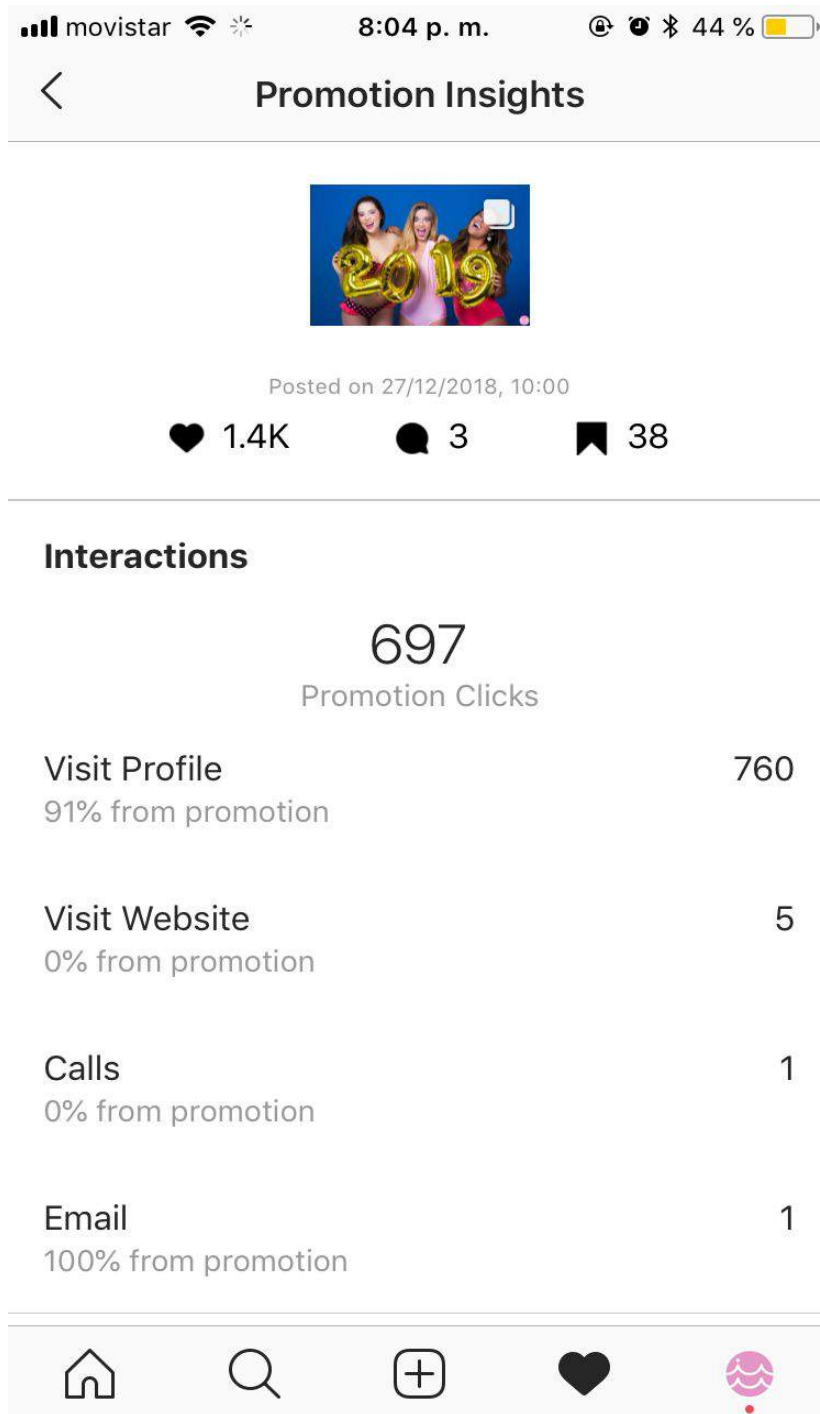 movistar 8:04 p. m. 44 %
Promotion Insights
2019
Posted on 27/12/2018, 10:00
1.4K 3 38
Interactions
697
Promotion Clicks
Visit Profile 760
91% from promotion
Visit Website 5
0% from promotion
Calls 1
0% from promotion
Email 1
100% from promotion